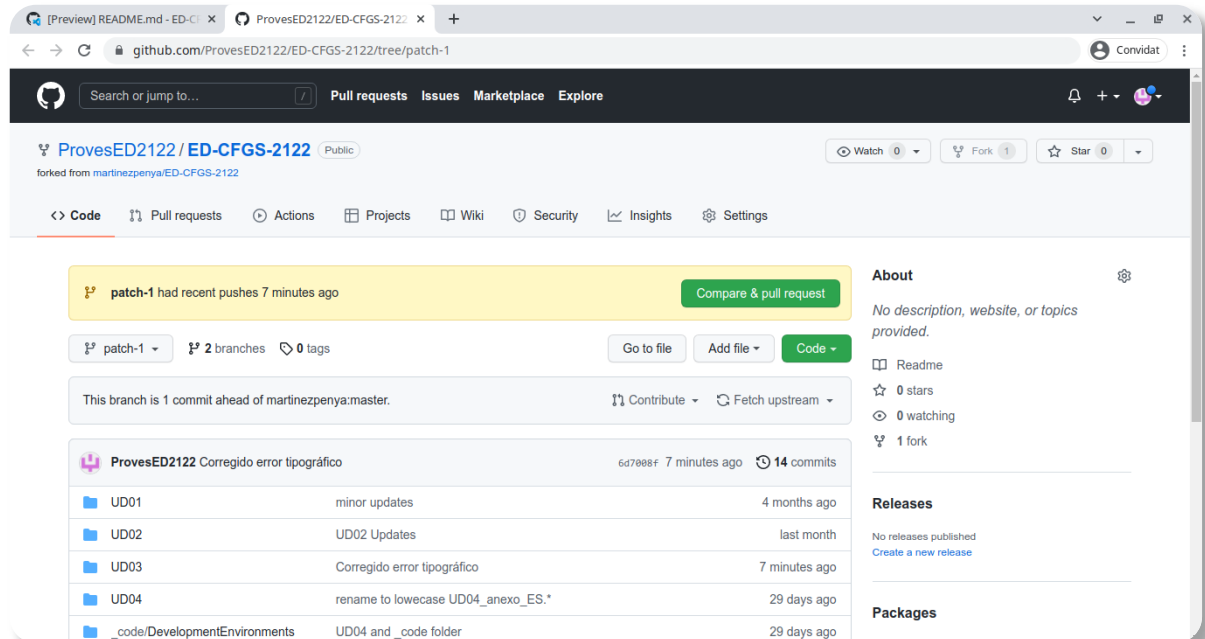 [Preview] README.md - ED-CF
ProvesED2122/ED-CFGS-2122
github.com/ProvesED2122/ED-CFGS-2122/tree/patch-1
Convidat
Search or jump to...
/
Pull requests Issues Marketplace Explore
ProvesED2122 / ED-CFGS-2122 Public
Watch 0 Fork 1 Star 0
forked from martinezpenya/ED-CFGS-2122
<> Code Pull requests Actions Projects Wiki Security Insights Settings
patch-1 had recent pushes 7 minutes ago
Compare & pull request
patch-1 2 branches 0 tags
Go to file Add file Code
This branch is 1 commit ahead of martinezpenya:master.
Contribute Fetch upstream
ProvesED2122 Corregido error tipográfico 6d7008f 7 minutes ago 14 commits
UD01 minor updates 4 months ago
UD02 UD02 Updates last month
UD03 Corregido error tipográfico 7 minutes ago
UD04 rename to lowecase UD04_anexo_ES.* 29 days ago
_code/DevelopmentEnvironments UD04 and _code folder 29 days ago
About
No description, website, or topics
provided.
Readme
0 stars
0 watching
1 fork
Releases
No releases published
Create a new release
Packages